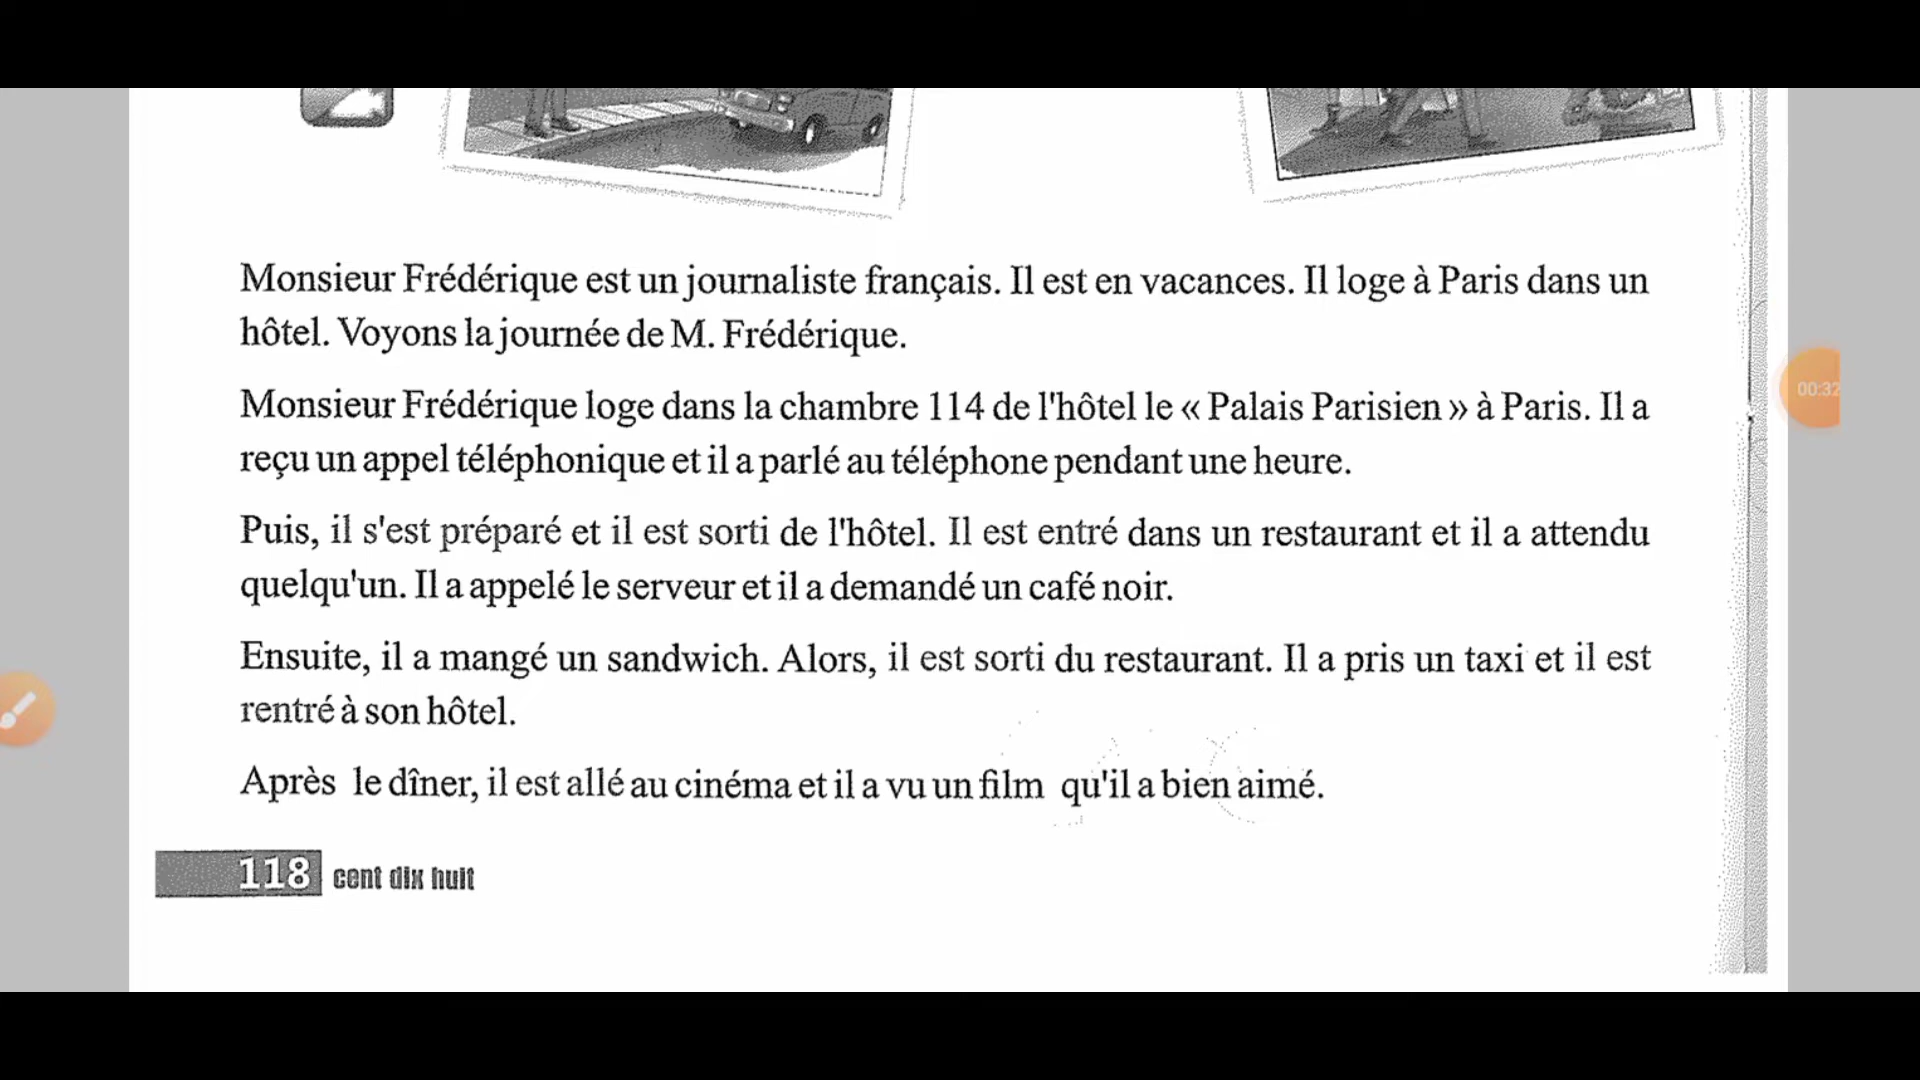 Monsieur Frédérique est un journaliste français. Il est en vacances. Il loge à Paris dans un
hôtel. Voyons la journée de M. Frédérique.
Monsieur Frédérique loge dans la chambre 114 de l'hôtel le « Palais Parisien » à Paris. Il a
reçu un appel téléphonique et il a parlé au téléphone pendant une heure.
Puis, il s'est préparé et il est sorti de l'hôtel. Il est entré dans un restaurant et il a attendu
quelqu'un. Il a appelé le serveur et il a demandé un café noir.
Ensuite, il a mangé un sandwich. Alors, il est sorti du restaurant. Il a pris un taxi et il est
rentré à son hôtel.
Après le dîner, il est allé au cinéma et il a vu un film qu'il a bien aimé.
118 cent dix huit
00:32